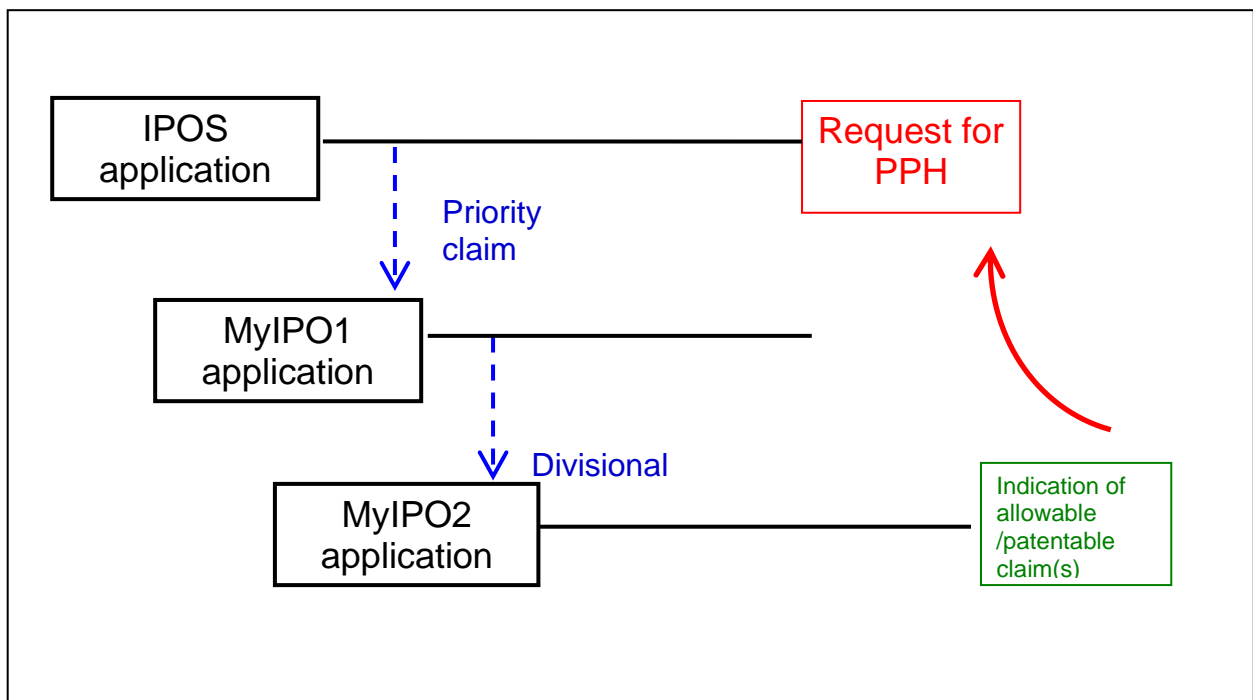 IPOS
application
Request for
PPH
Priority
claim
MyIPO1
application
Divisional
MyIPO2
application
Indication of
allowable
/patentable
claim(s)